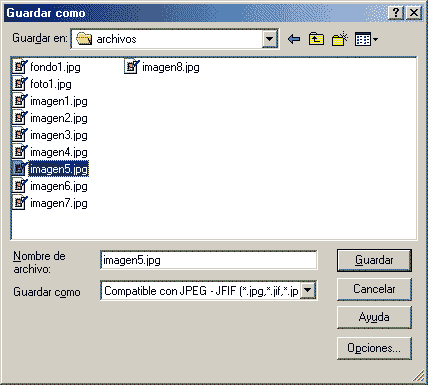 Guardar como
Guardar en: archivos
fondo1.jpg imagen8.jpg
foto1.jpg
imagen1.jpg
imagen2.jpg
imagen3.jpg
imagen4.jpg
imagen5.jpg
imagen6.jpg
imagen7.jpg
Nombre de archivo: imagen5.jpg Guardar
Guardar como Compatible con JPEG - JFIF (*.jpg,*.jif,*.jp Cancelar
Ayuda
Opciones...